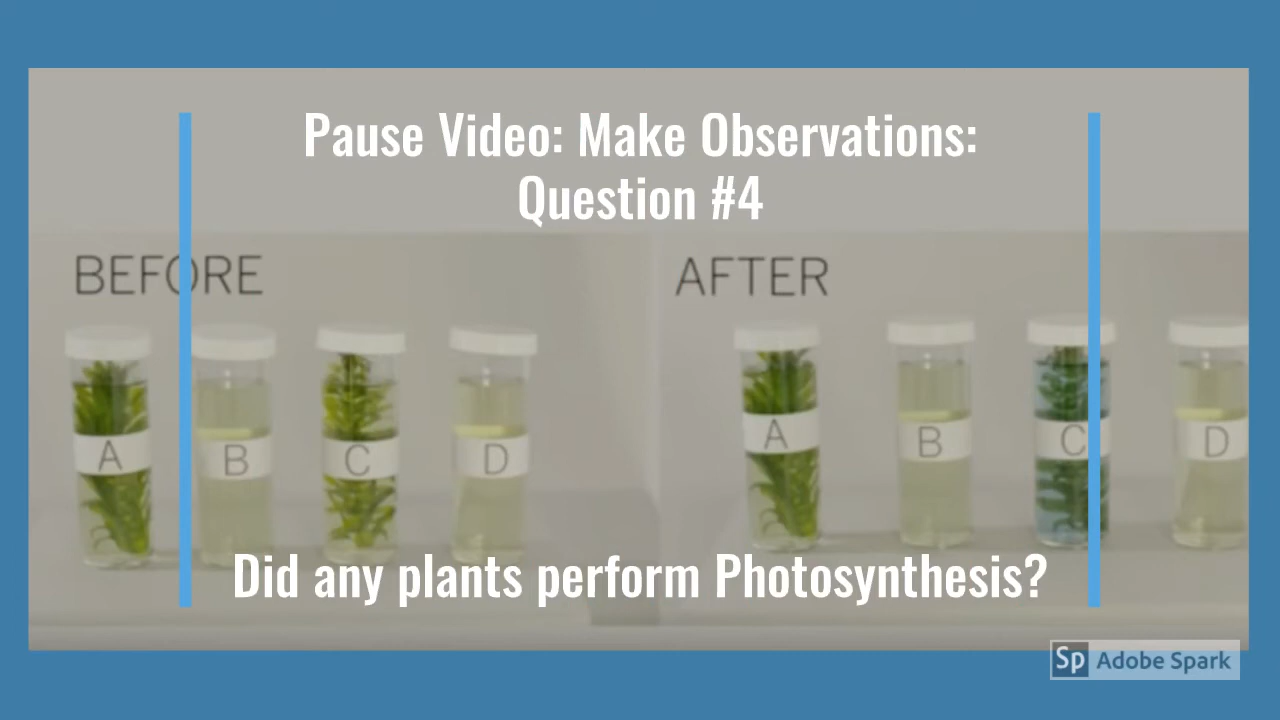 Pause Video: Make Observations:
Question #4
BEFORE
AFTER
A
B
C
D
A
B
C
D
Did any plants perform Photosynthesis?
Sp Adobe Spark